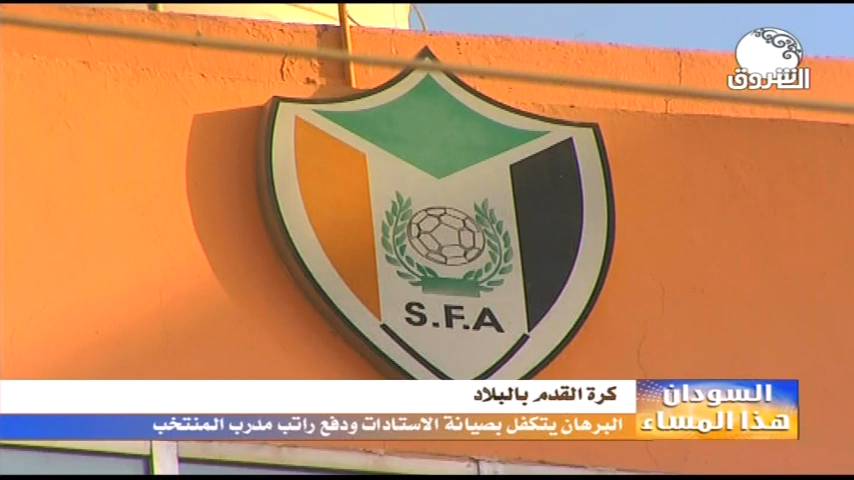 الشروق
S.F.A
كرة القدم بالبلاد
السودان
هذا المساء
البرهان يتكفل بصيانة الاستادات ودفع راتب مدرب المنتخب